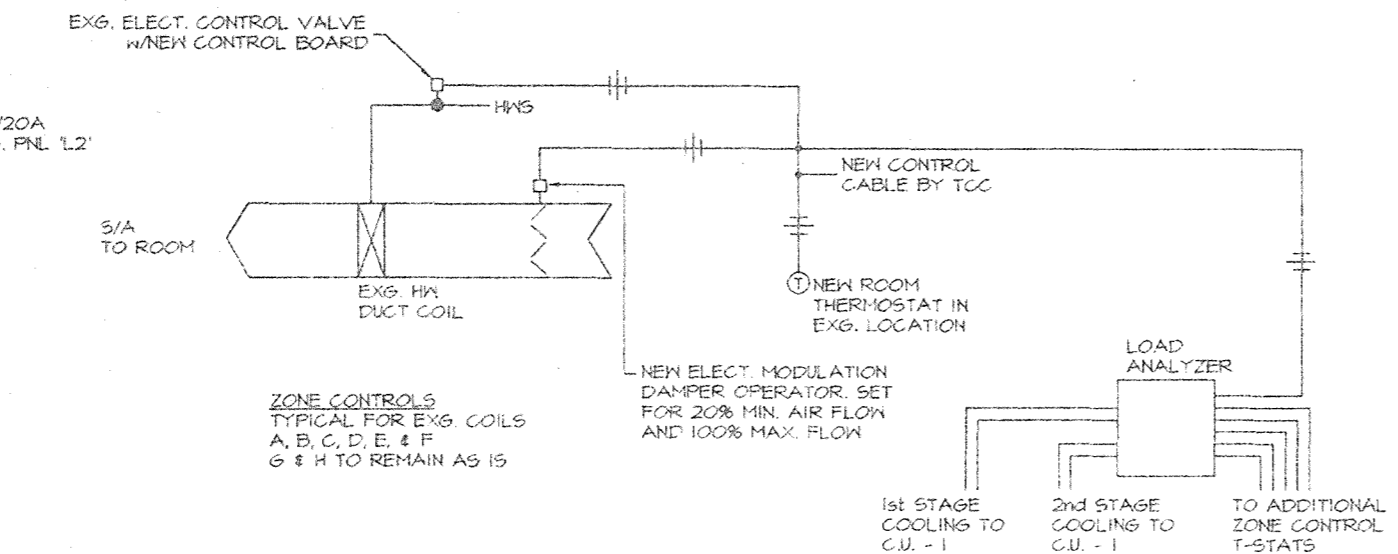 EXG. ELECT. CONTROL VALVE
W/NEW CONTROL BOARD
HWS
/20A
. PNL 'L2'
NEW CONTROL
CABLE BY TCC
S/A
TO ROOM
EXG. HW
DUCT COIL
T
NEW ROOM
THERMOSTAT IN
EXG. LOCATION
LOAD
ANALYZER
NEW ELECT. MODULATION
DAMPER OPERATOR. SET
FOR 20% MIN. AIR FLOW
AND 100% MAX. FLOW
ZONE CONTROLS
TYPICAL FOR EXG. COILS
A, B, C, D, E, & F
G & H TO REMAIN AS IS
1st STAGE
COOLING TO
C.U. - 1
2nd STAGE
COOLING TO
C.U. - 1
TO ADDITIONAL
ZONE CONTROL
T-STATS